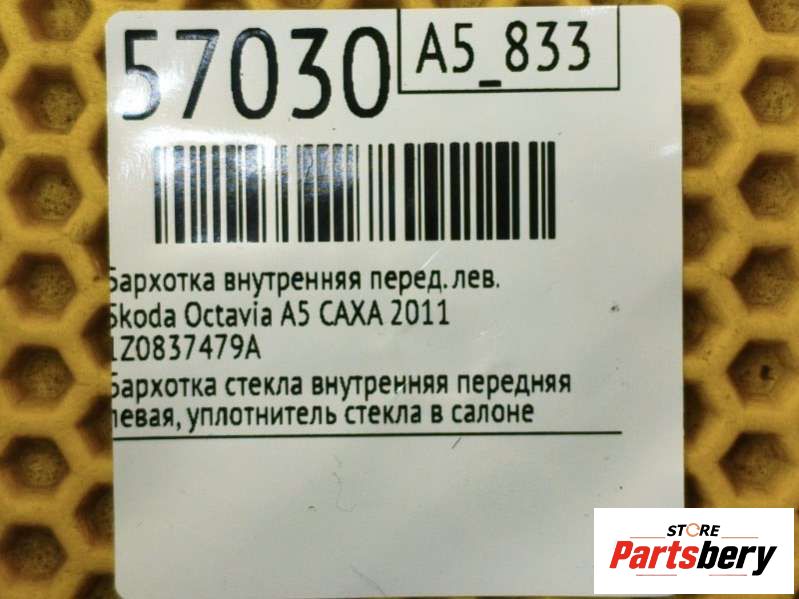 57030
A5_833
Бархотка внутренняя перед. лев.
Skoda Octavia A5 CAXA 2011
1Z0837479A
Бархотка стекла внутренняя передняя
левая, уплотнитель стекла в салоне
STORE
Partsbery